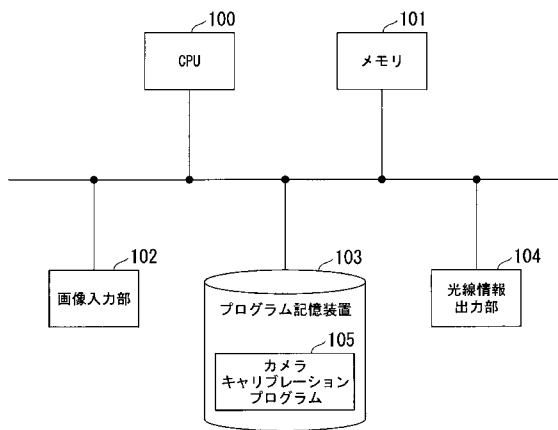 100
CPU
101
メモリ
102
画像入力部
103
プログラム記憶装置
105
カメラ
キャリブレーション
プログラム
104
光線情報
出力部